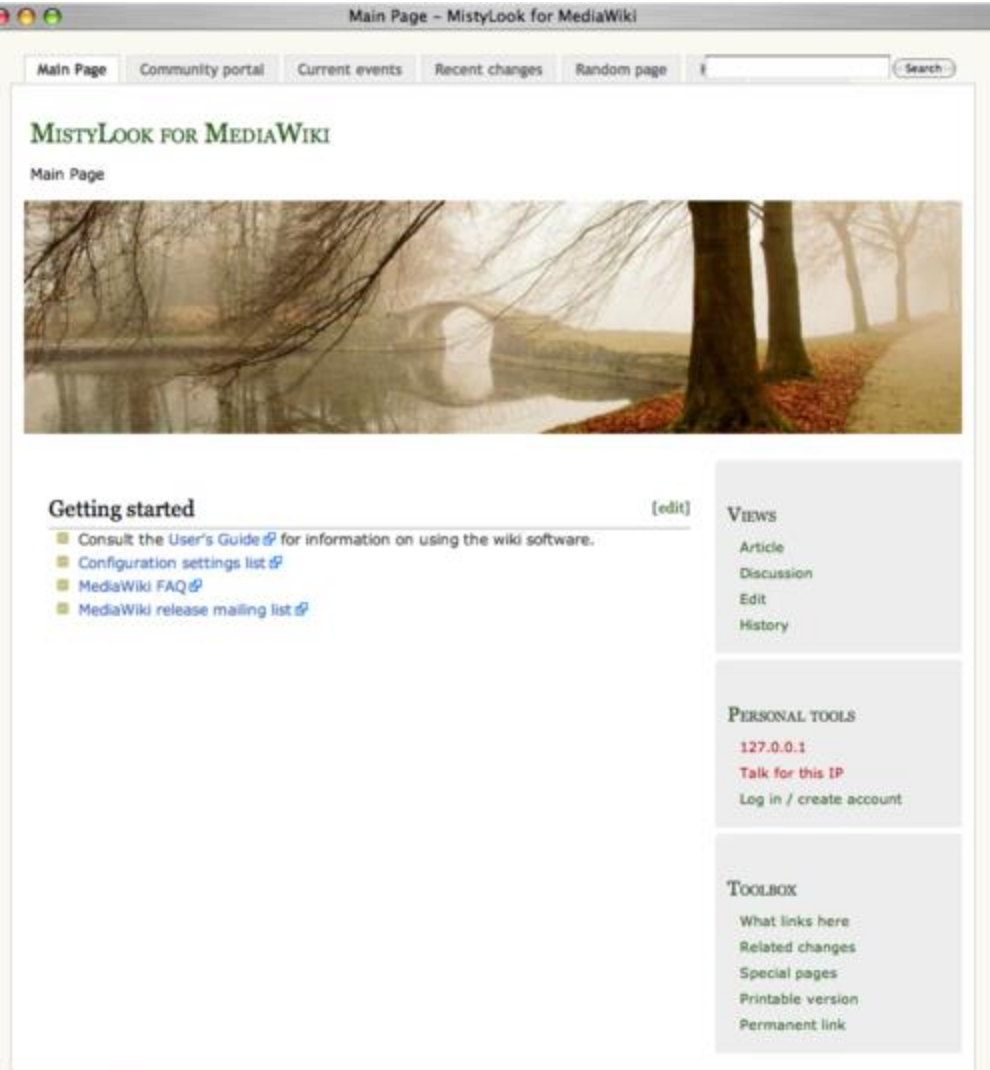 Main Page – MistyLook for MediaWiki
Main Page Community portal Current events Recent changes Random page Search
MistyLook for MediaWiki
Main Page
Getting started [edit]
Consult the User's Guide for information on using the wiki software.
Configuration settings list
MediaWiki FAQ
MediaWiki release mailing list
Views
Article
Discussion
Edit
History
Personal tools
127.0.0.1
Talk for this IP
Log in / create account
Toolbox
What links here
Related changes
Special pages
Printable version
Permanent link